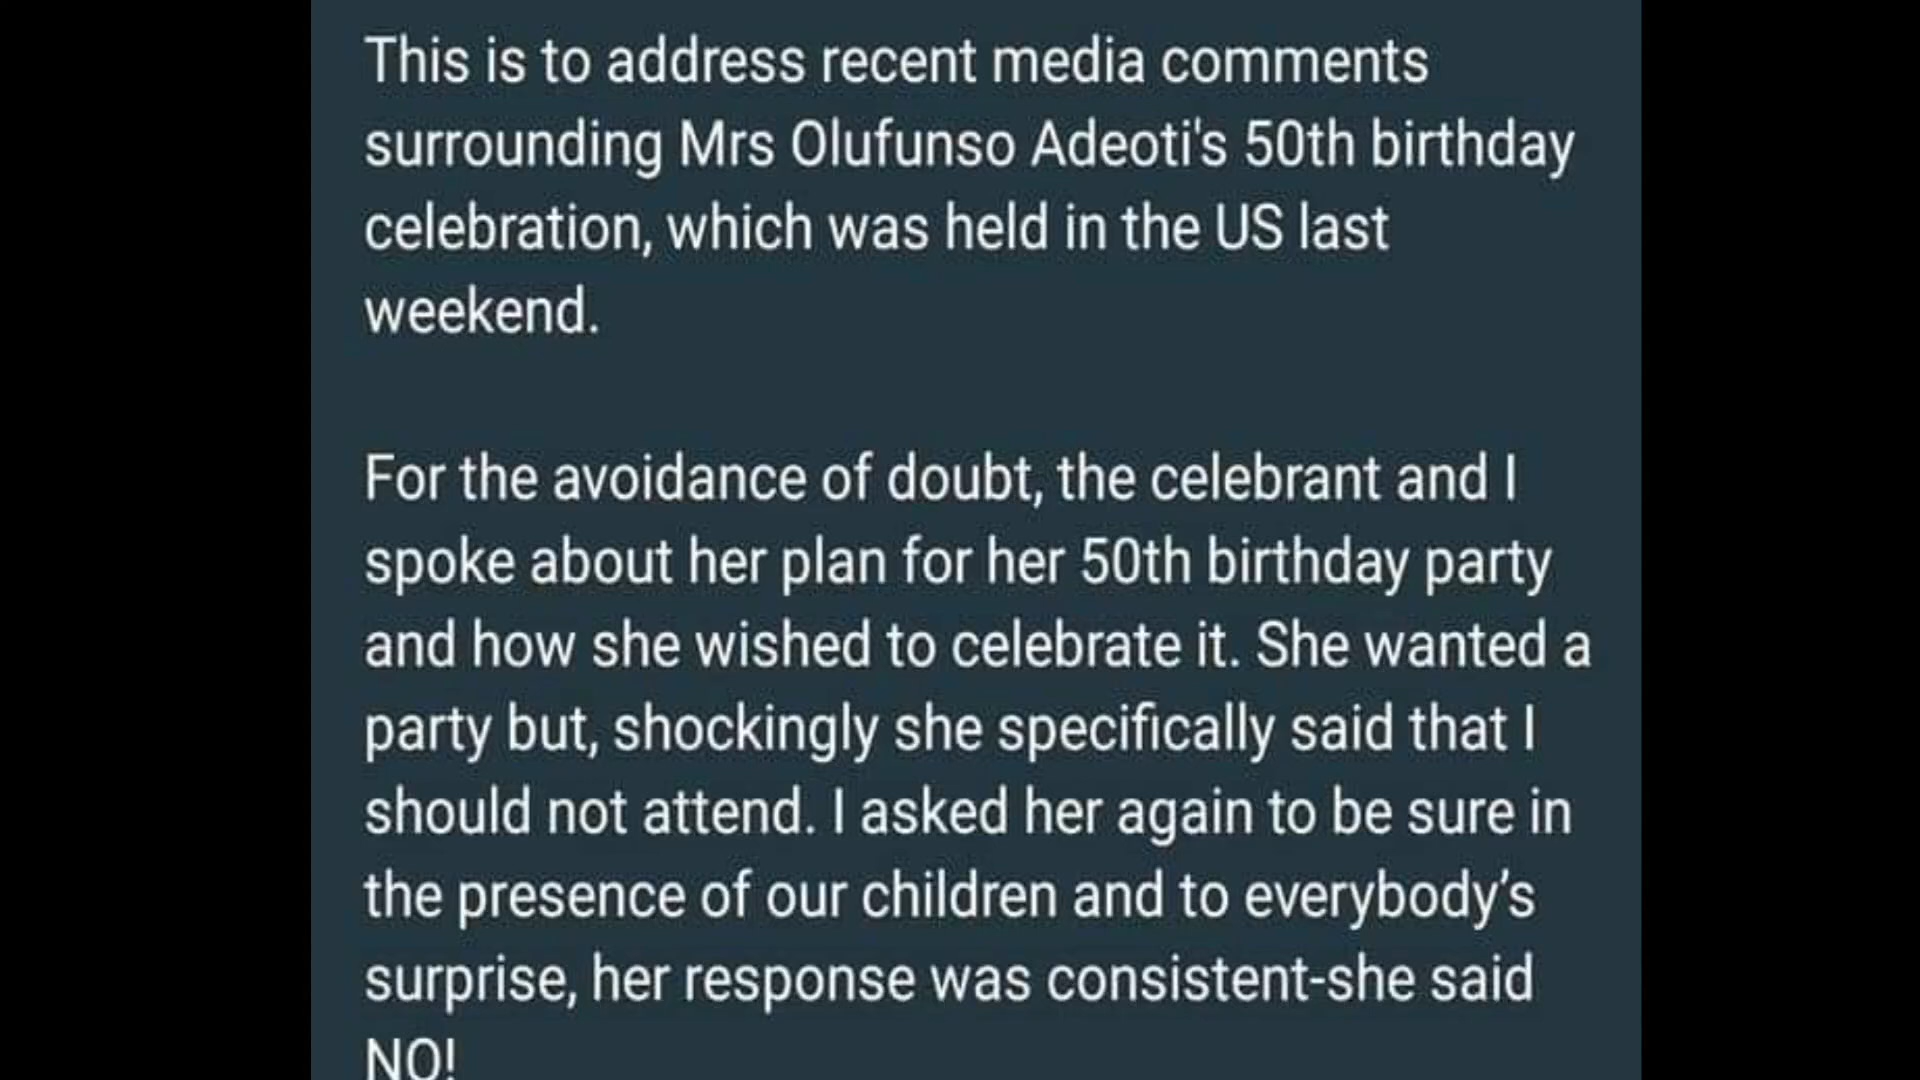 This is to address recent media comments
surrounding Mrs Olufunso Adeoti's 50th birthday
celebration, which was held in the US last
weekend.
For the avoidance of doubt, the celebrant and I
spoke about her plan for her 50th birthday party
and how she wished to celebrate it. She wanted a
party but, shockingly she specifically said that I
should not attend. I asked her again to be sure in
the presence of our children and to everybody’s
surprise, her response was consistent-she said
NO!